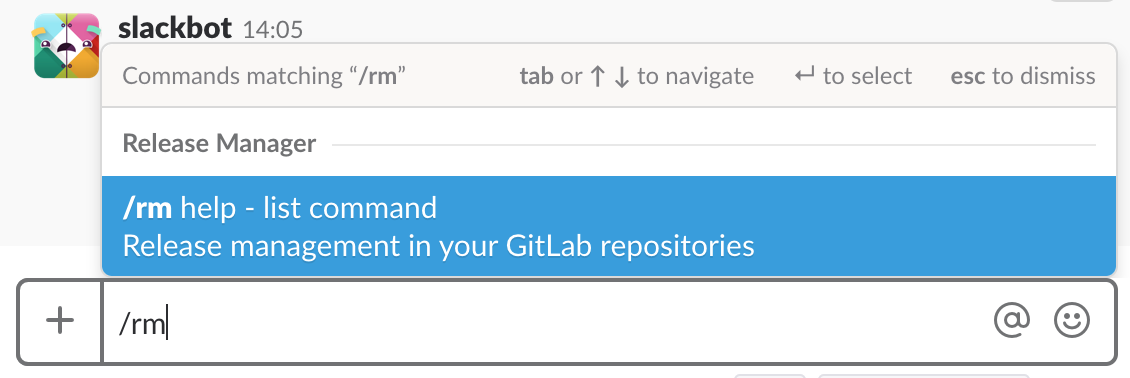 slackbot 14:05
Commands matching “/rm” tab or ↑ ↓ to navigate ↵ to select esc to dismiss
Release Manager
/rm help - list command
Release management in your GitLab repositories
/rm